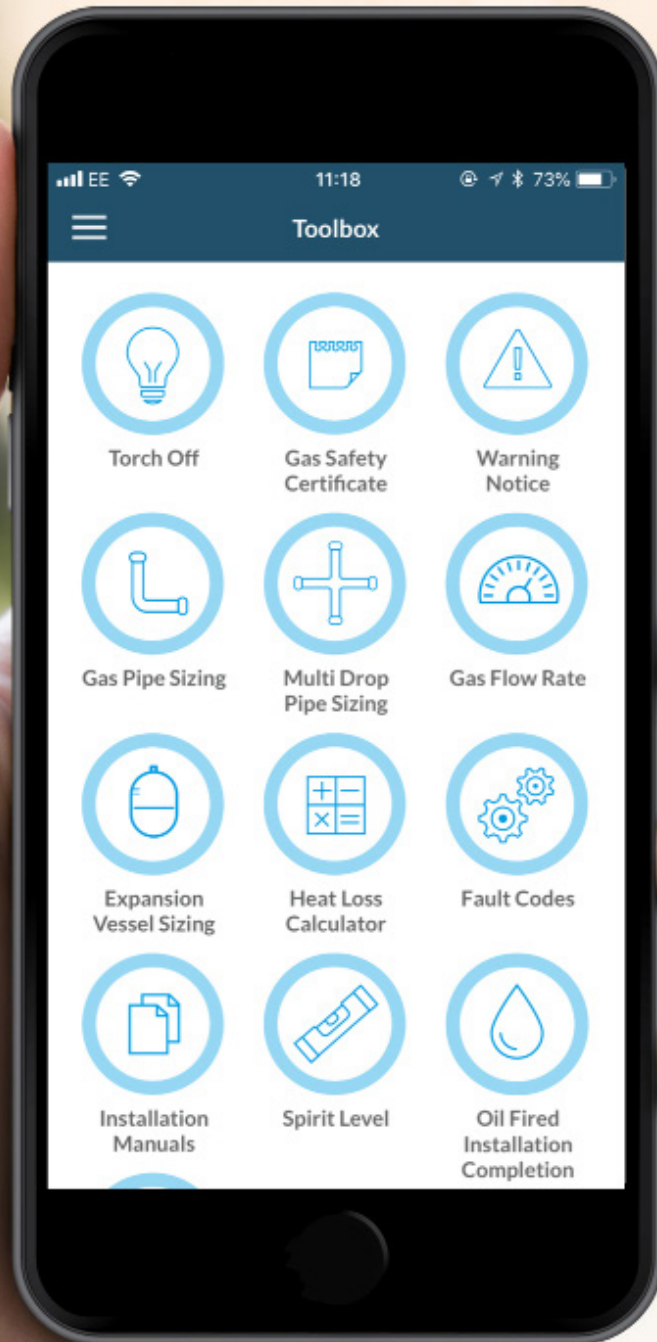 EE 11:18 73%
Toolbox
Torch Off
Gas Safety
Certificate
Warning
Notice
Gas Pipe Sizing
Multi Drop
Pipe Sizing
Gas Flow Rate
Expansion
Vessel Sizing
Heat Loss
Calculator
Fault Codes
Installation
Manuals
Spirit Level
Oil Fired
Installation
Completion